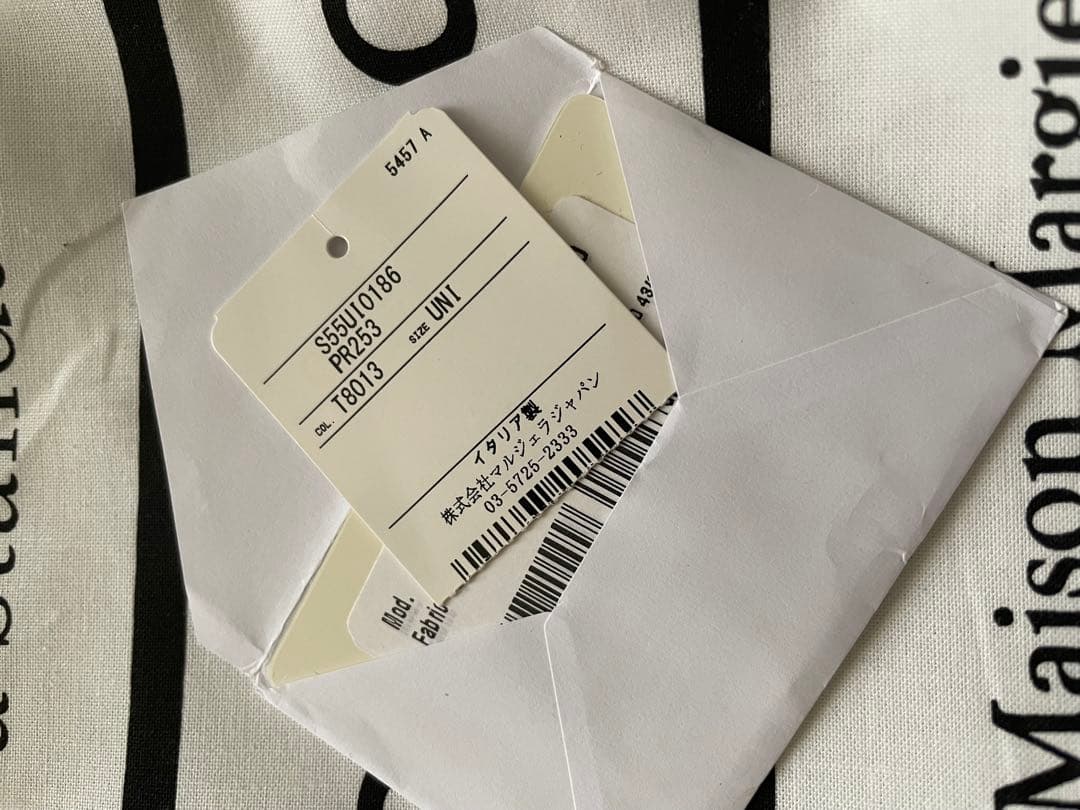 5457 A
S55UI0186
PR253
COL. T8013 SIZE UNI
イタリア製
株式会社マルジェラジャパン
03-5725-2333
Mod.
Fabric
Maison Margie